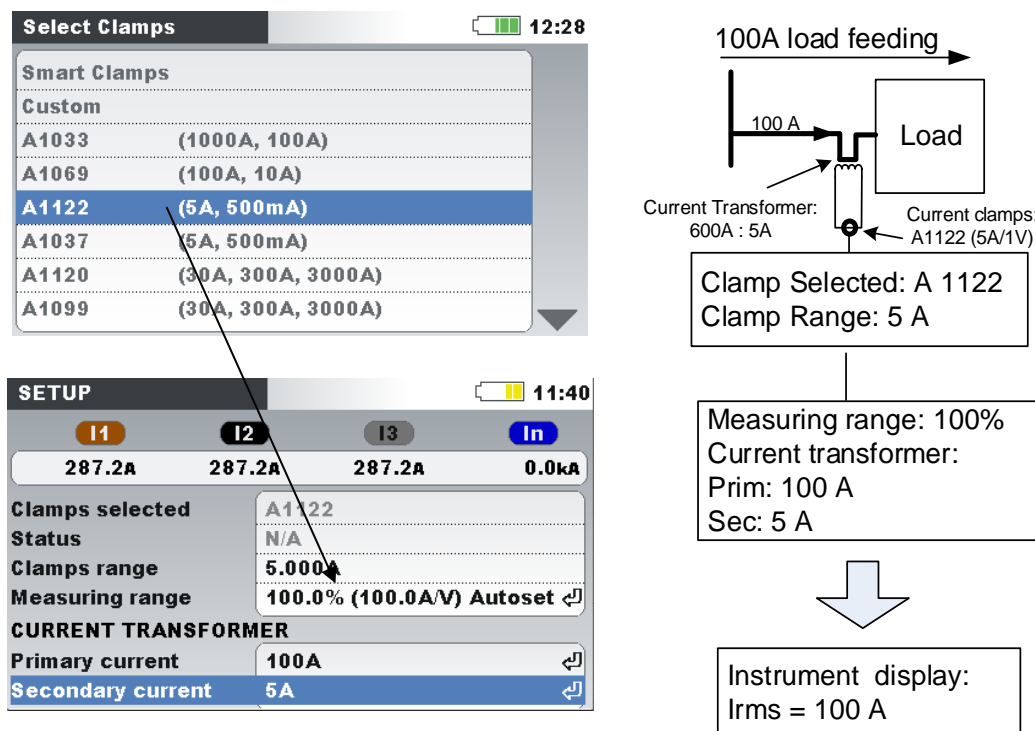 Select Clamps 12:28
Smart Clamps
Custom
A1033 (1000A, 100A)
A1069 (100A, 10A)
A1122 (5A, 500mA)
A1037 (5A, 500mA)
A1120 (30A, 300A, 3000A)
A1099 (30A, 300A, 3000A)
SETUP 11:40
I1 I2 I3 In
287.2A 287.2A 287.2A 0.0kA
Clamps selected A1122
Status N/A
Clamps range 5.000A
Measuring range 100.0% (100.0A/V) Autoset
CURRENT TRANSFORMER
Primary current 100A
Secondary current 5A
100A load feeding
100 A
Load
Current Transformer:
600A : 5A
Current clamps:
A1122 (5A/1V)
Clamp Selected: A 1122
Clamp Range: 5 A
Measuring range: 100%
Current transformer:
Prim: 100 A
Sec: 5 A
Instrument display:
Irms = 100 A